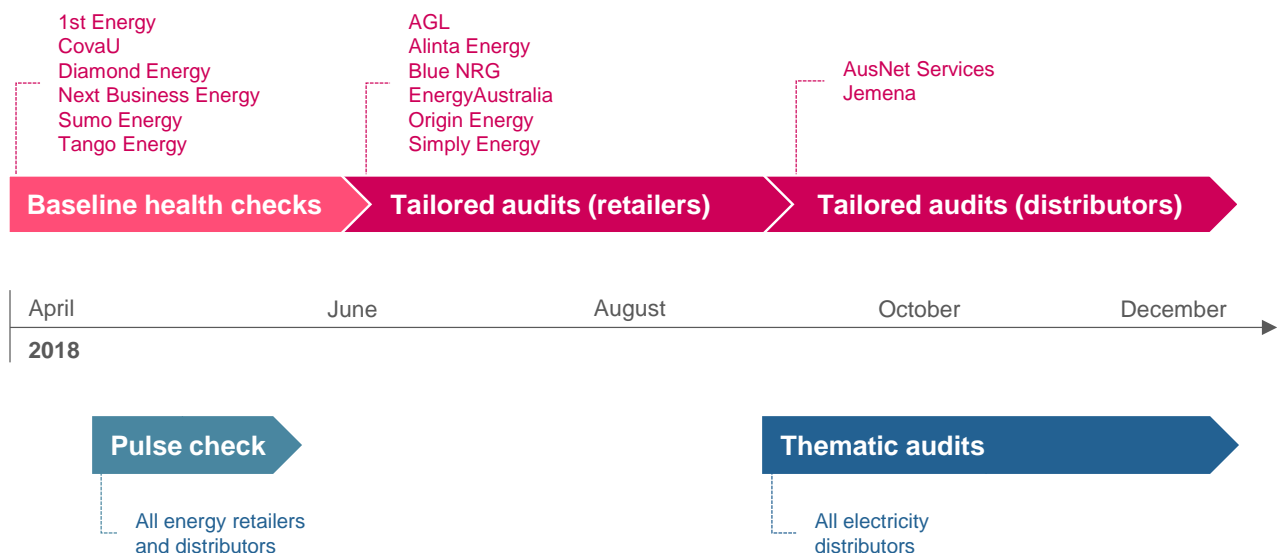 1st Energy
CovaU
Diamond Energy
Next Business Energy
Sumo Energy
Tango Energy
AGL
Alinta Energy
Blue NRG
EnergyAustralia
Origin Energy
Simply Energy
AusNet Services
Jemena
Baseline health checks
Tailored audits (retailers)
Tailored audits (distributors)
April
June
August
October
December
2018
Pulse check
Thematic audits
All energy retailers
and distributors
All electricity
distributors